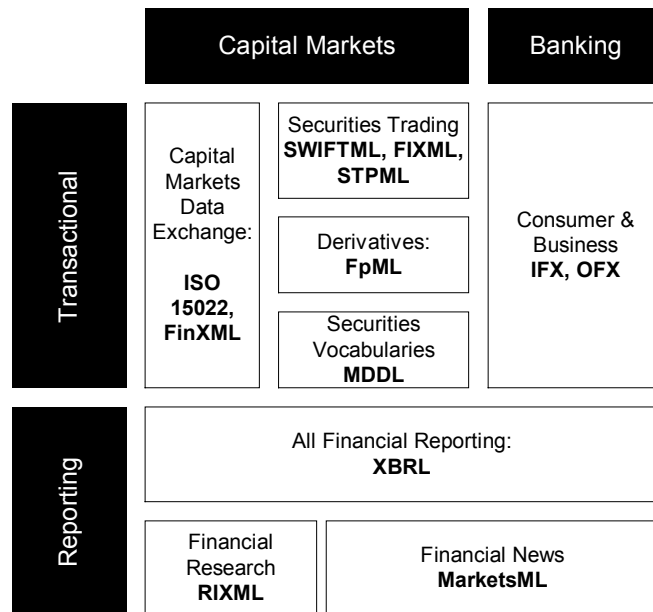 Capital Markets
Banking
Transactional
Capital
Markets
Data
Exchange:
ISO
15022,
FinXML
Securities Trading
SWIFTML, FIXML,
STPML
Derivatives:
FpML
Securities
Vocabularies
MDDL
Consumer &
Business
IFX, OFX
Reporting
All Financial Reporting:
XBRL
Financial
Research
RIXML
Financial News
MarketsML